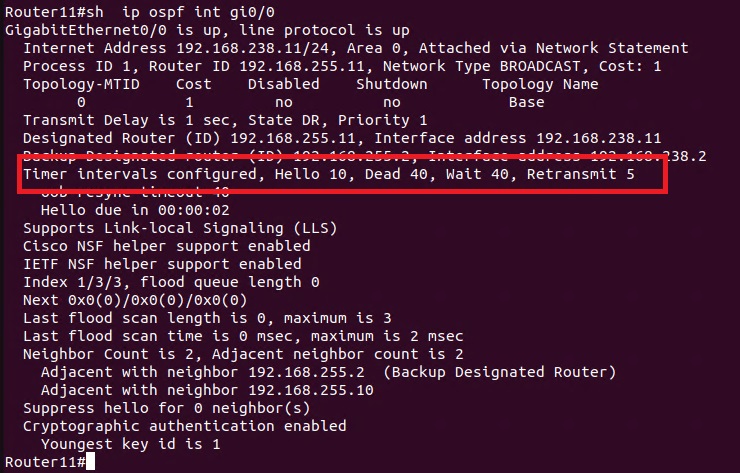 Router11#sh  ip ospf int gi0/0
GigabitEthernet0/0 is up, line protocol is up
Internet Address 192.168.238.11/24, Area 0, Attached via Network Statement
Process ID 1, Router ID 192.168.255.11, Network Type BROADCAST, Cost: 1
Topology-MTID    Cost    Disabled    Shutdown      Topology Name
0           1         no          no            Base
Transmit Delay is 1 sec, State DR, Priority 1
Designated Router (ID) 192.168.255.11, Interface address 192.168.238.11
Backup Designated router (ID) 192.168.255.2, Interface address 192.168.238.2
Timer intervals configured, Hello 10, Dead 40, Wait 40, Retransmit 5
oob-resync timeout 40
Hello due in 00:00:02
Supports Link-local Signaling (LLS)
Cisco NSF helper support enabled
IETF NSF helper support enabled
Index 1/3/3, flood queue length 0
Next 0x0(0)/0x0(0)/0x0(0)
Last flood scan length is 0, maximum is 3
Last flood scan time is 0 msec, maximum is 2 msec
Neighbor Count is 2, Adjacent neighbor count is 2
Adjacent with neighbor 192.168.255.2  (Backup Designated Router)
Adjacent with neighbor 192.168.255.10
Suppress hello for 0 neighbor(s)
Cryptographic authentication enabled
Youngest key id is 1
Router11#